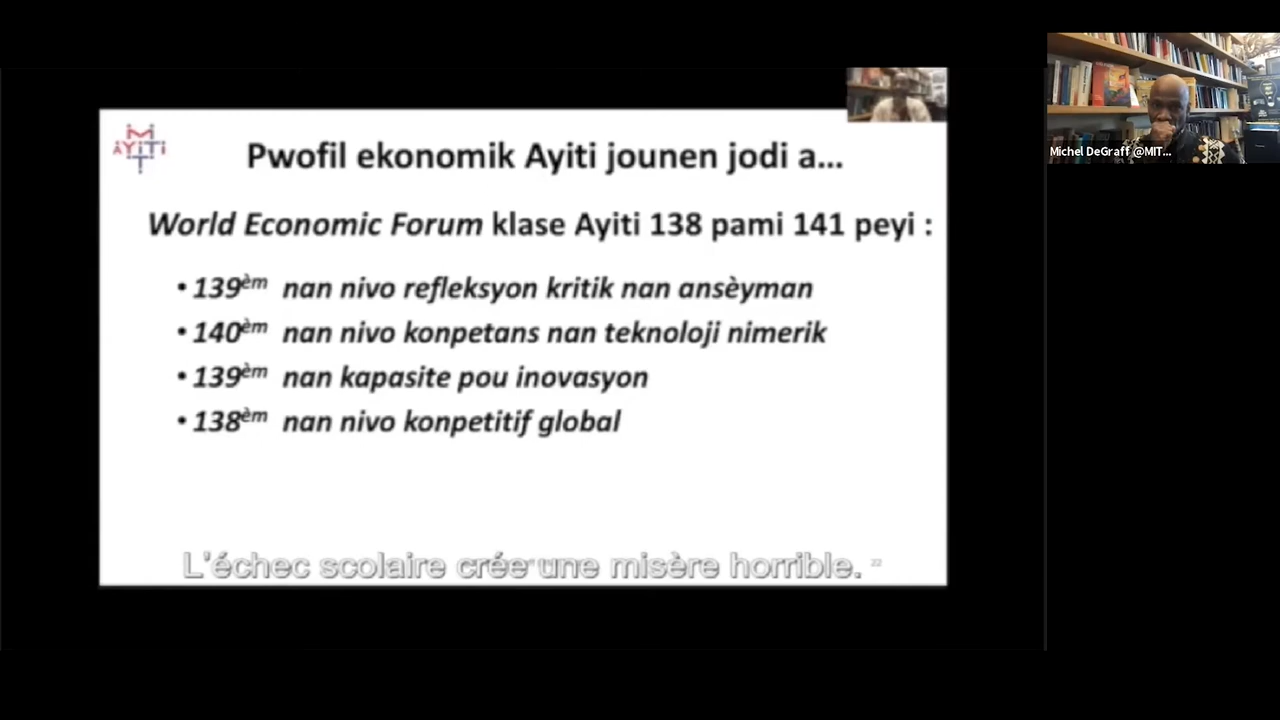 MIT
AYITI
Pwofil ekonomik Ayiti jounen jodi a...
World Economic Forum klase Ayiti 138 pami 141 peyi :
• 139èm nan nivo refleksyon kritik nan ansèyman
• 140èm nan nivo konpetans nan teknoloji nimerik
• 139èm nan kapasite pou inovasyon
• 138èm nan nivo konpetitif global
L'échec scolaire crée une misère horrible.
22
Michel DeGraff @MIT...